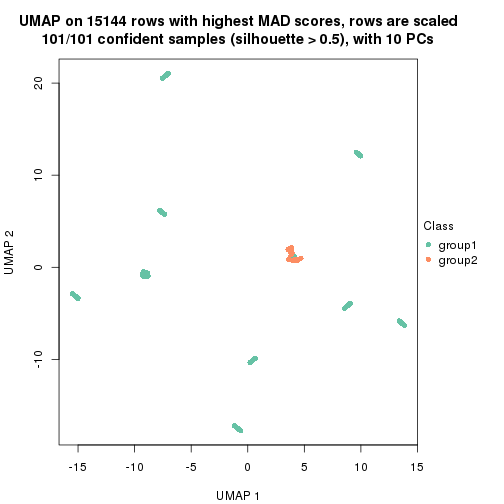 UMAP on 15144 rows with highest MAD scores, rows are scaled
101/101 confident samples (silhouette > 0.5), with 10 PCs
20
10
0
-10
UMAP 2
-15
-10
-5
0
5
10
15
UMAP 1
Class
group1
group2